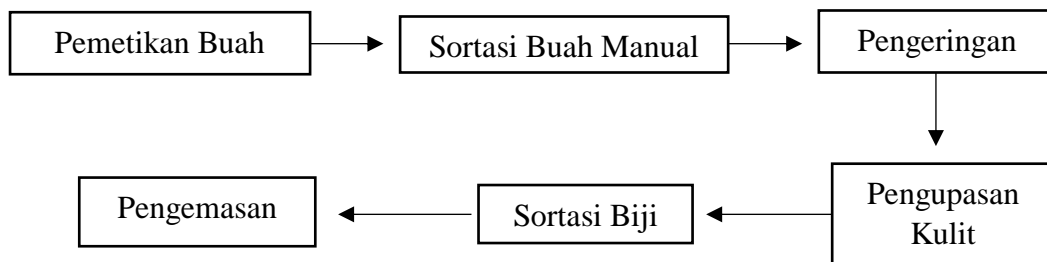 Pemetikan Buah
Sortasi Buah Manual
Pengeringan
Pengupasan
Kulit
Sortasi Biji
Pengemasan